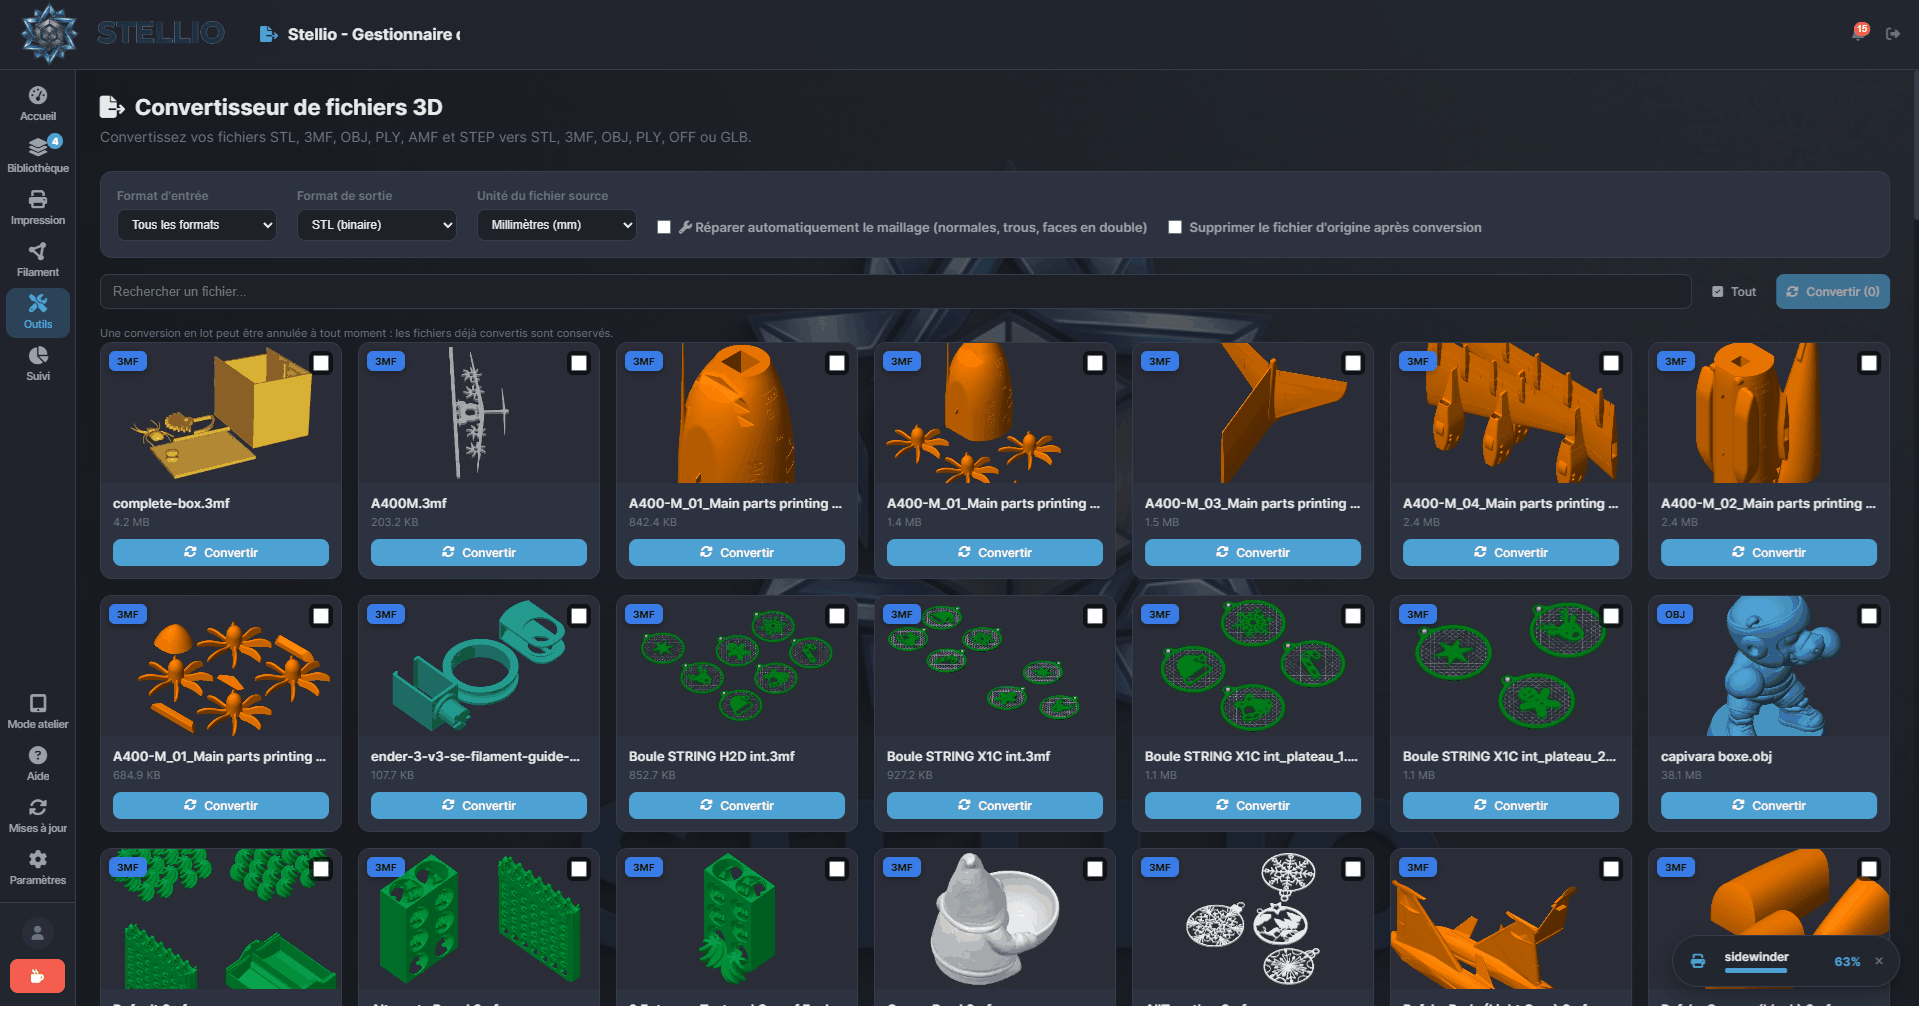 STELLIO
Stellio - Gestionnaire
15
Accueil
4
Bibliothèque
Impression
Filament
Outils
Suivi
Mode atelier
Aide
Mises à jour
Paramètres
Convertisseur de fichiers 3D
Convertissez vos fichiers STL, 3MF, OBJ, PLY, AMF et STEP vers STL, 3MF, OBJ, PLY, OFF ou GLB.
Format d'entrée
Tous les formats
Format de sortie
STL (binaire)
Unité du fichier source
Millimètres (mm)
Réparer automatiquement le maillage (normales, trous, faces en double)
Supprimer le fichier d'origine après conversion
Rechercher un fichier...
Tout
Convertir (0)
Une conversion en lot peut être annulée à tout moment : les fichiers déjà convertis sont conservés.
3MF
complete-box.3mf
4.2 MB
Convertir
3MF
A400M.3mf
203.2 KB
Convertir
3MF
A400-M_01_Main parts printing ...
842.4 KB
Convertir
3MF
A400-M_01_Main parts printing ...
1.4 MB
Convertir
3MF
A400-M_03_Main parts printing ...
1.5 MB
Convertir
3MF
A400-M_04_Main parts printing ...
2.4 MB
Convertir
3MF
A400-M_02_Main parts printing ...
2.4 MB
Convertir
3MF
A400-M_01_Main parts printing ...
684.9 KB
Convertir
3MF
ender-3-v3-se-filament-guide-...
107.7 KB
Convertir
3MF
Boule STRING H2D int.3mf
852.7 KB
Convertir
3MF
Boule STRING X1C int.3mf
927.2 KB
Convertir
3MF
Boule STRING X1C int_plateau_1....
1.1 MB
Convertir
3MF
Boule STRING X1C int_plateau_2...
1.1 MB
Convertir
OBJ
capivara boxe.obj
38.1 MB
Convertir
3MF
3MF
3MF
3MF
3MF
3MF
3MF
sidewinder
63%